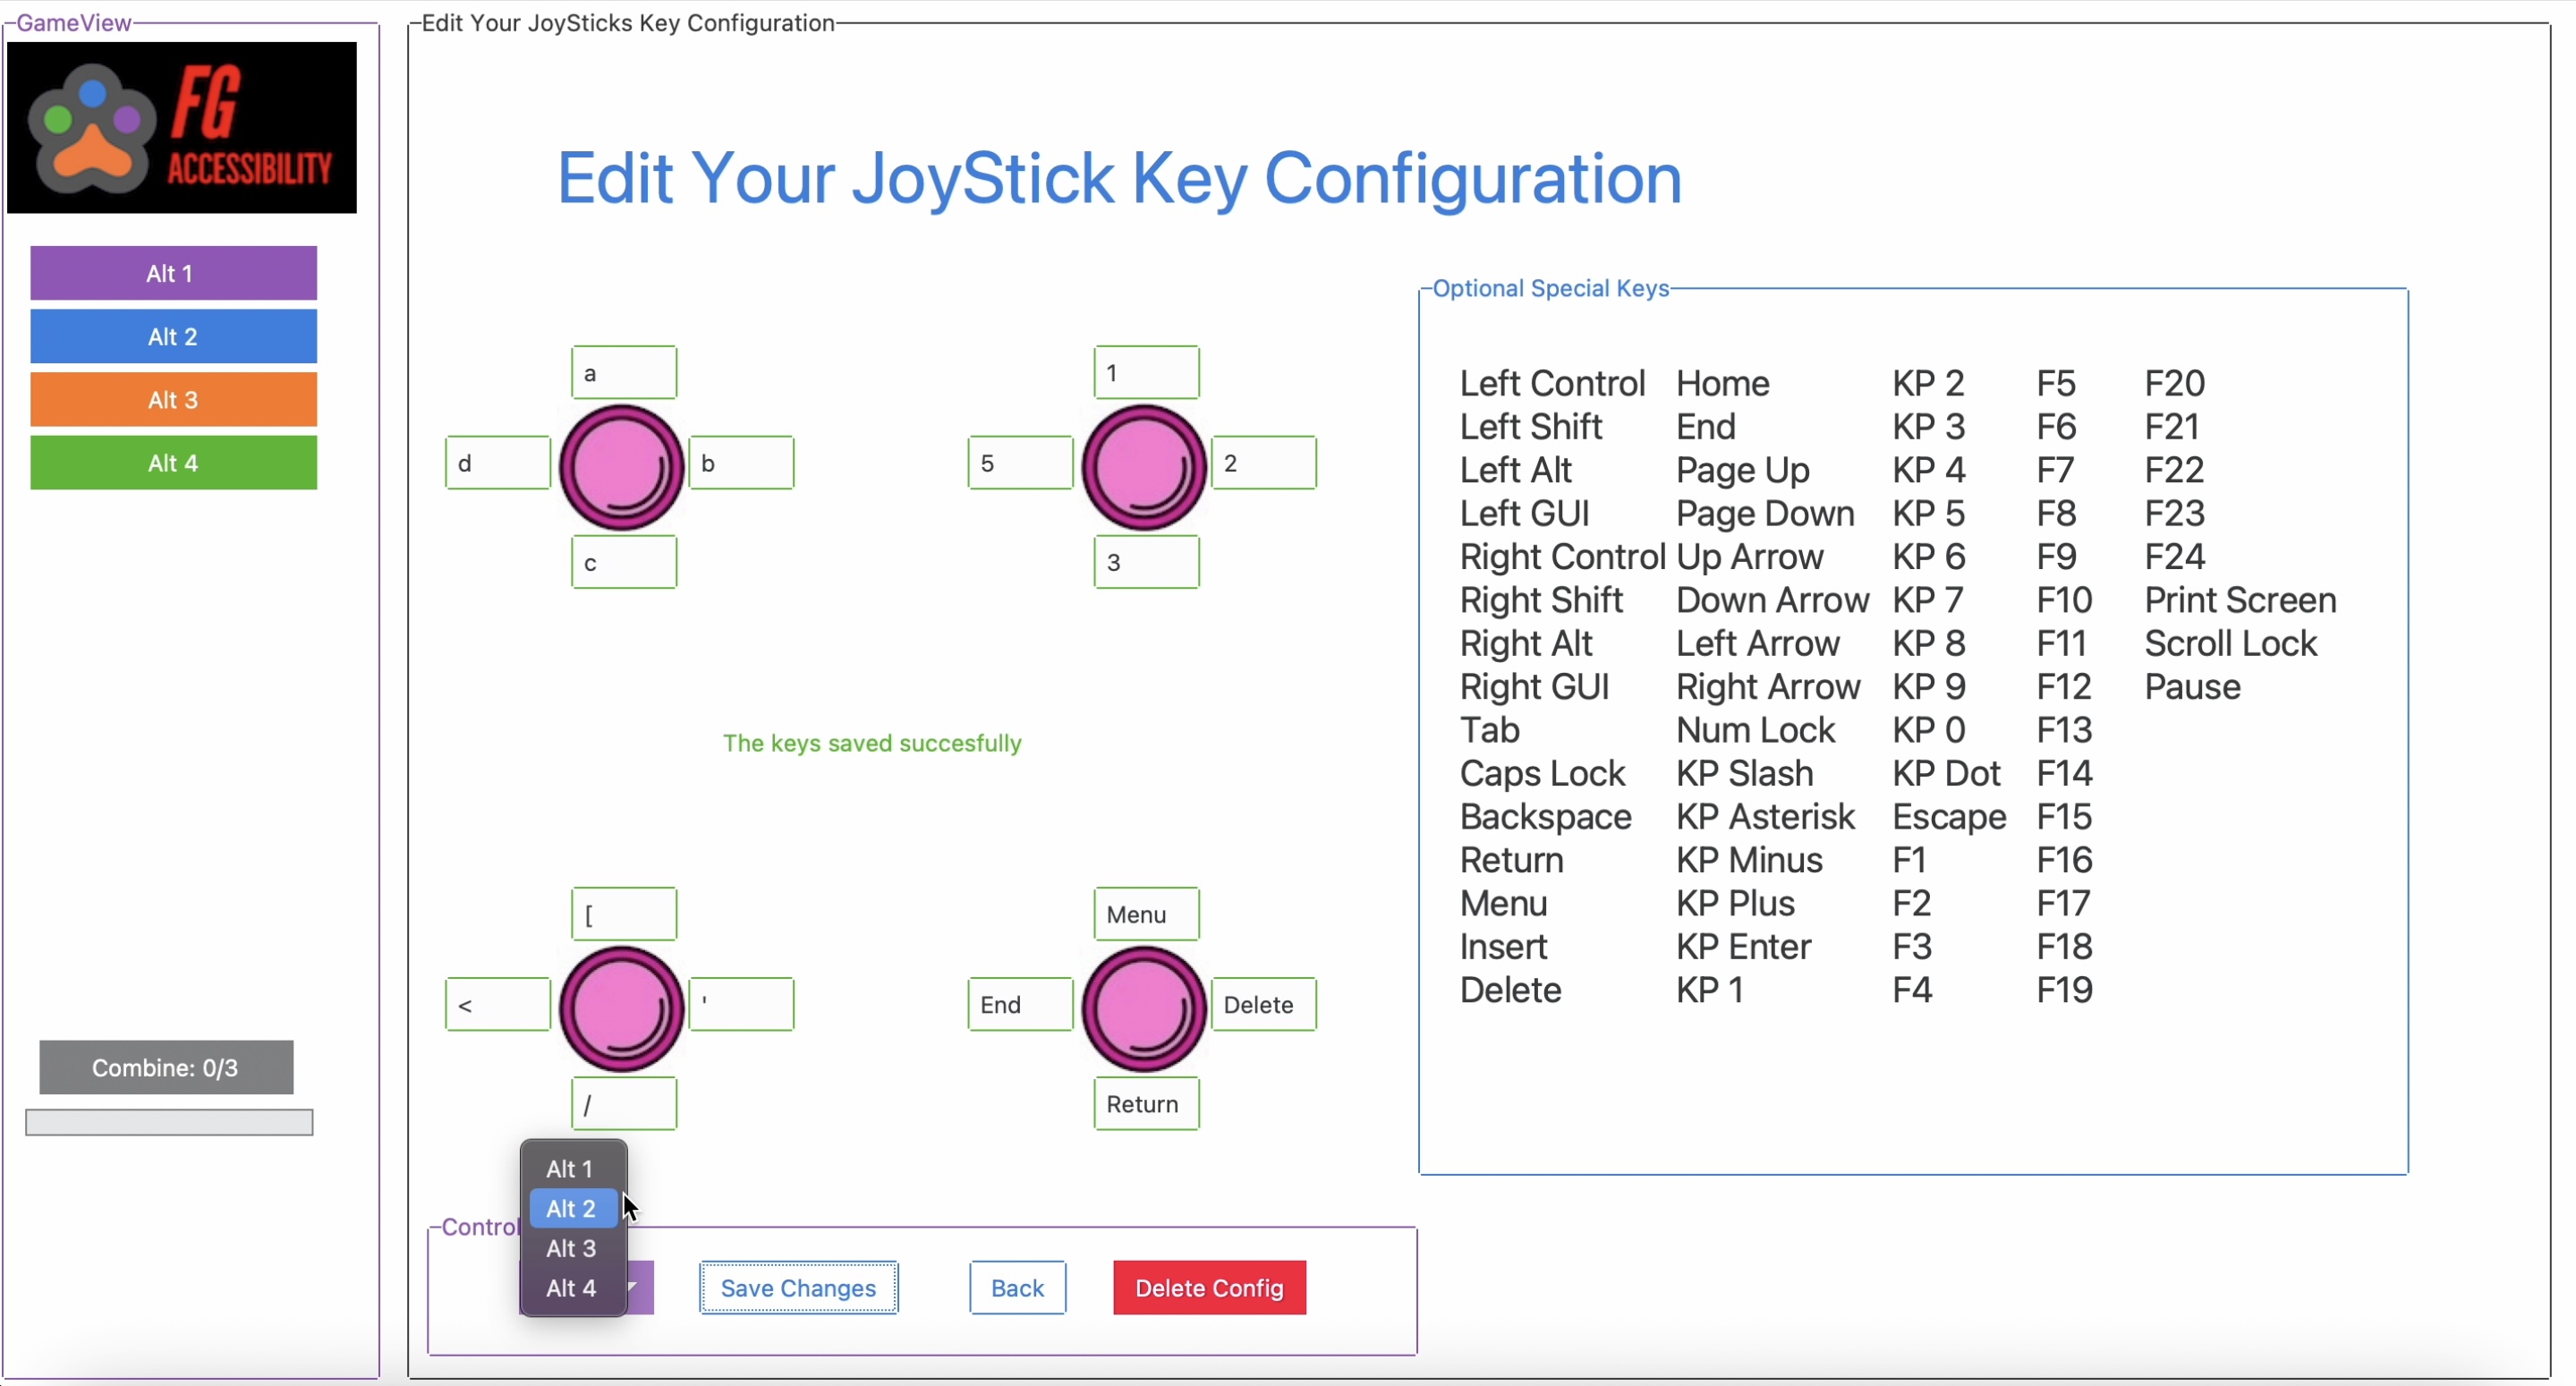 GameView
FG
ACCESSIBILITY
Alt 1
Alt 2
Alt 3
Alt 4
Combine: 0/3
Edit Your JoySticks Key Configuration
Edit Your JoyStick Key Configuration
a
d
b
c
1
5
2
3
The keys saved succesfully
[
<
'
/
Menu
End
Delete
Return
Optional Special Keys
Left Control Home KP 2 F5 F20
Left Shift End KP 3 F6 F21
Left Alt Page Up KP 4 F7 F22
Left GUI Page Down KP 5 F8 F23
Right Control Up Arrow KP 6 F9 F24
Right Shift Down Arrow KP 7 F10 Print Screen
Right Alt Left Arrow KP 8 F11 Scroll Lock
Right GUI Right Arrow KP 9 F12 Pause
Tab Num Lock KP 0 F13
Caps Lock KP Slash KP Dot F14
Backspace KP Asterisk Escape F15
Return KP Minus F1 F16
Menu KP Plus F2 F17
Insert KP Enter F3 F18
Delete KP 1 F4 F19
Alt 1
Alt 2
Alt 3
Alt 4
Control
Save Changes
Back
Delete Config